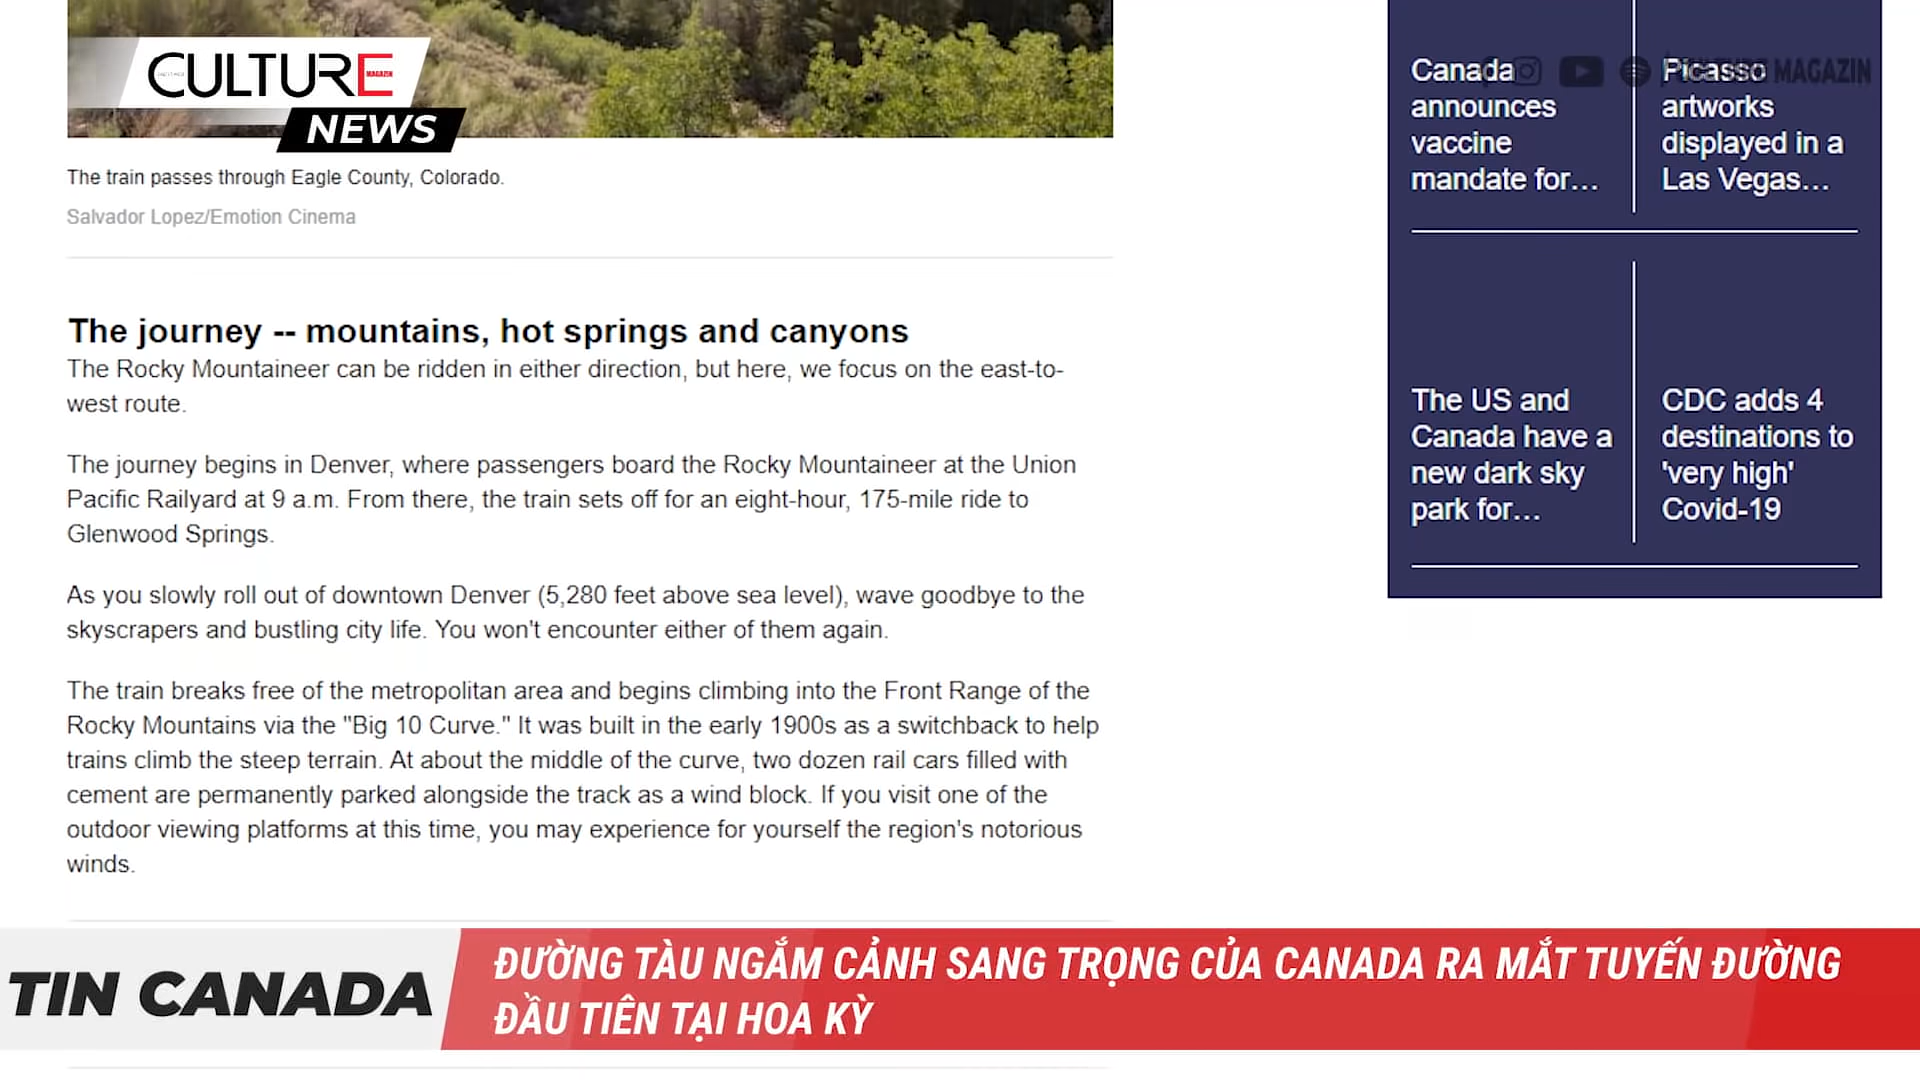 CULTURE
MAGAZIN
NEWS
The train passes through Eagle County, Colorado.
Salvador Lopez/Emotion Cinema
The journey -- mountains, hot springs and canyons
The Rocky Mountaineer can be ridden in either direction, but here, we focus on the east-to-
west route.
The journey begins in Denver, where passengers board the Rocky Mountaineer at the Union
Pacific Railyard at 9 a.m. From there, the train sets off for an eight-hour, 175-mile ride to
Glenwood Springs.
As you slowly roll out of downtown Denver (5,280 feet above sea level), wave goodbye to the
skyscrapers and bustling city life. You won't encounter either of them again.
The train breaks free of the metropolitan area and begins climbing into the Front Range of the
Rocky Mountains via the "Big 10 Curve." It was built in the early 1900s as a switchback to help
trains climb the steep terrain. At about the middle of the curve, two dozen rail cars filled with
cement are permanently parked alongside the track as a wind block. If you visit one of the
outdoor viewing platforms at this time, you may experience for yourself the region's notorious
winds.
Canada
announces
vaccine
mandate for...
Picasso
artworks
displayed in a
Las Vegas...
MAGAZIN
The US and
Canada have a
new dark sky
park for...
CDC adds 4
destinations to
'very high'
Covid-19
TIN CANADA
ĐƯỜNG TÀU NGẮM CẢNH SANG TRỌNG CỦA CANADA RA MẮT TUYẾN ĐƯỜNG
ĐẦU TIÊN TẠI HOA KỲ